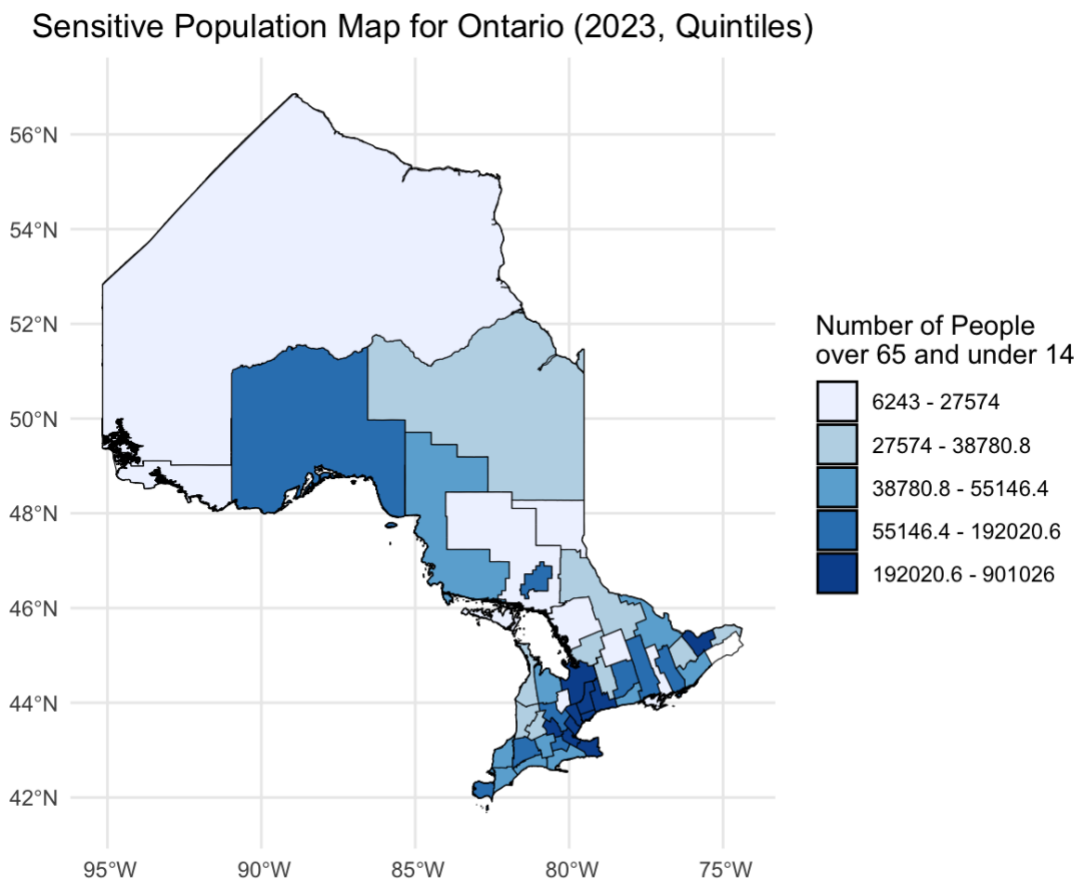 Sensitive Population Map for Ontario (2023, Quintiles)
56°N
54°N
52°N
50°N
48°N
46°N
44°N
42°N
95°W
90°W
85°W
80°W
75°W
Number of People
over 65 and under 14
6243 - 27574
27574 - 38780.8
38780.8 - 55146.4
55146.4 - 192020.6
192020.6 - 901026